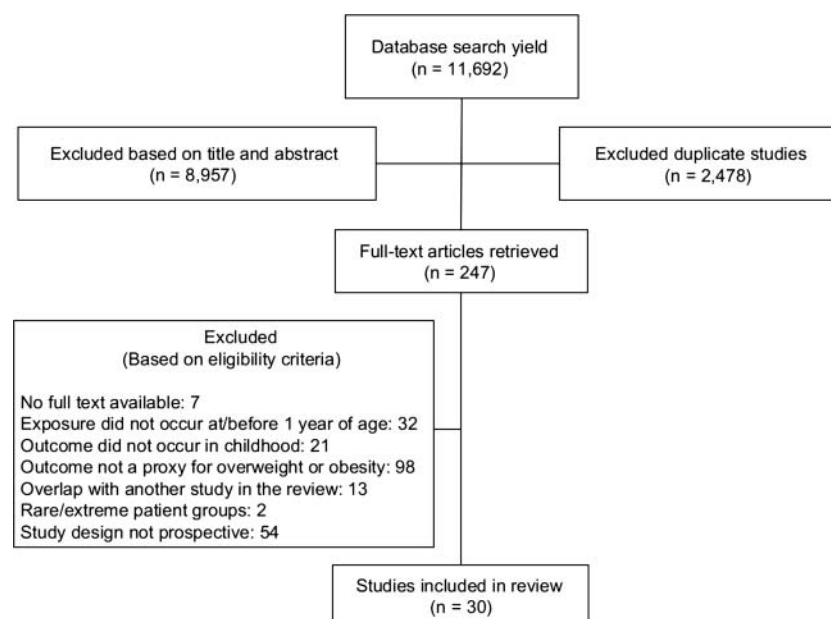 Database search yield
(n = 11,692)
Excluded based on title and abstract
(n = 8,957)
Excluded duplicate studies
(n = 2,478)
Full-text articles retrieved
(n = 247)
Excluded
(Based on eligibility criteria)
No full text available: 7
Exposure did not occur at/before 1 year of age: 32
Outcome did not occur in childhood: 21
Outcome not a proxy for overweight or obesity: 98
Overlap with another study in the review: 13
Rare/extreme patient groups: 2
Study design not prospective: 54
Studies included in review
(n = 30)